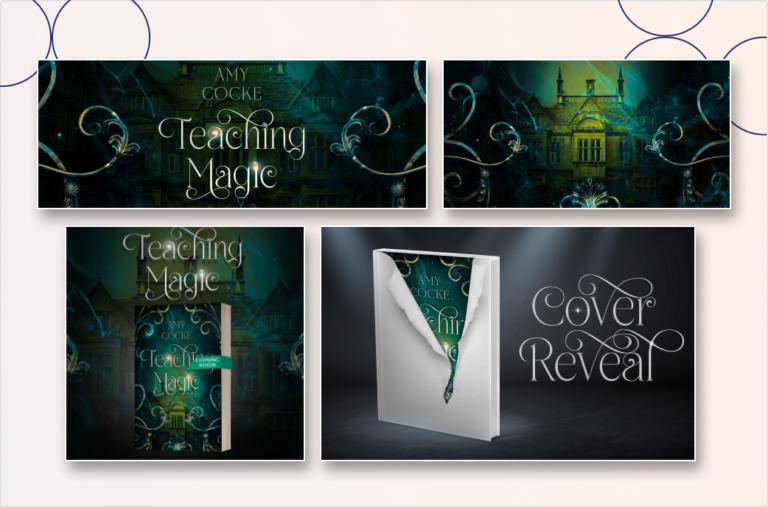 AMY
COCKE
Teaching
Magic
Teaching
Magic
AMY
COCKE
Teaching
Magic
COMING
SOON
AMY
COCKE
Cover
Reveal